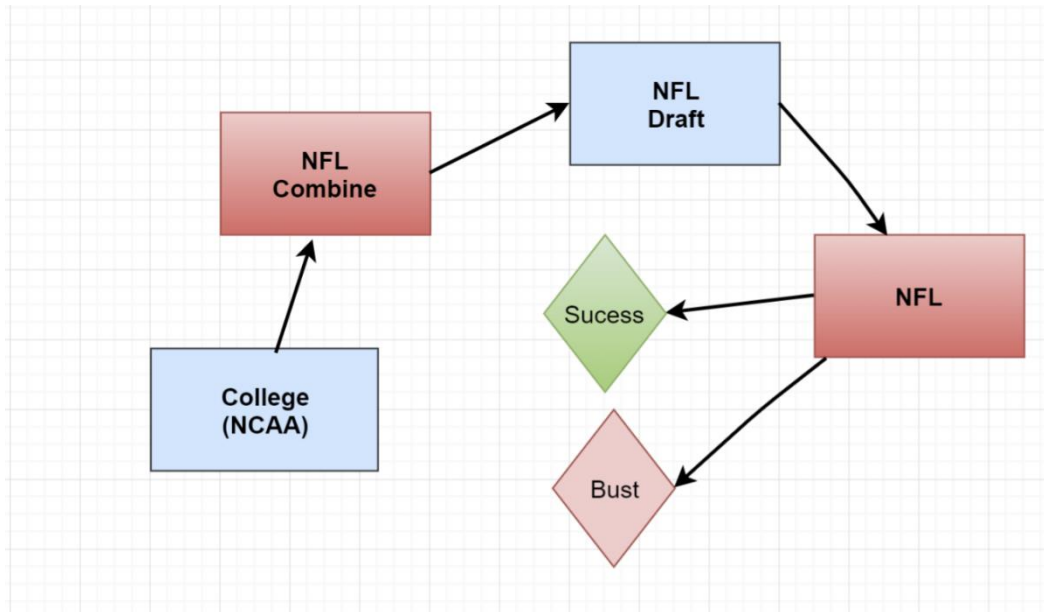 College
(NCAA)
NFL
Combine
NFL
Draft
NFL
Sucess
Bust